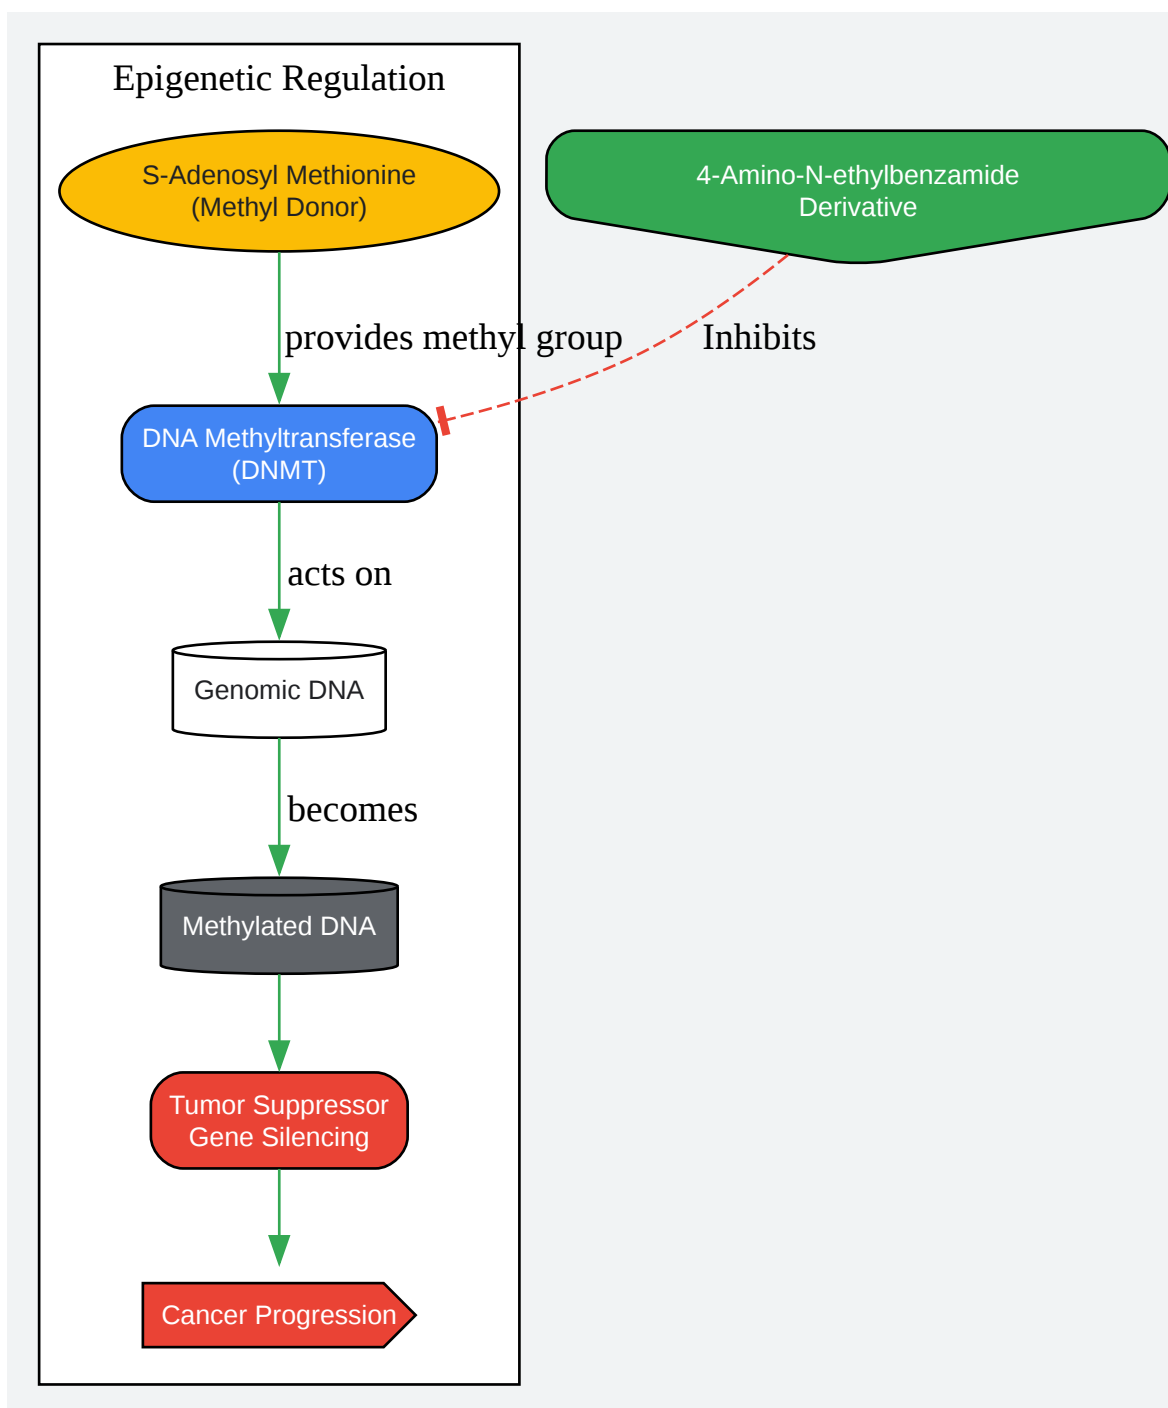 Epigenetic Regulation
S-Adenosyl Methionine
(Methyl Donor)
4-Amino-N-ethylbenzamide
Derivative
provides methyl group
Inhibits
DNA Methyltransferase
(DNMT)
acts on
Genomic DNA
becomes
Methylated DNA
Tumor Suppressor
Gene Silencing
Cancer Progression